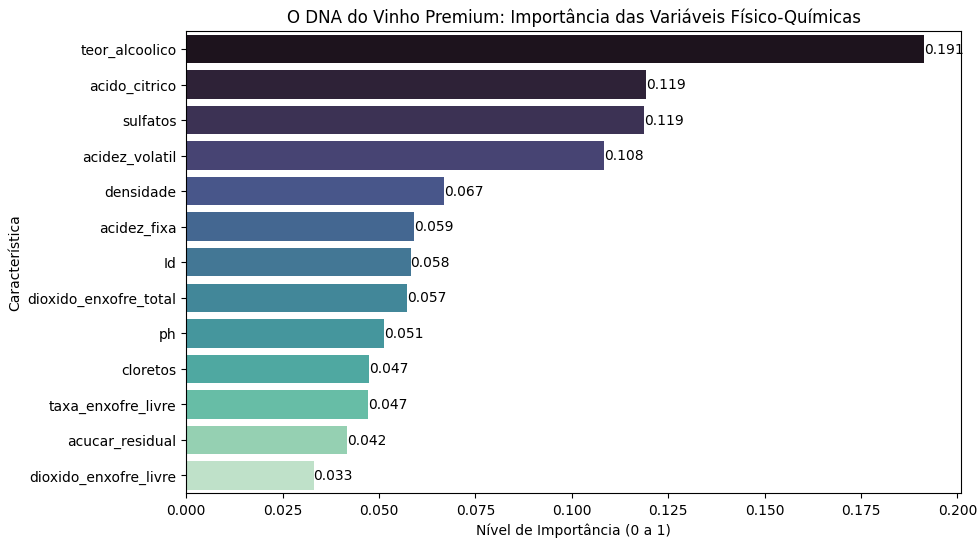 O DNA do Vinho Premium: Importância das Variáveis Físico-Químicas
Característica
teor_alcoolico 0.191
acido_citrico 0.119
sulfatos 0.119
acidez_volatil 0.108
densidade 0.067
acidez_fixa 0.059
Id 0.058
dioxido_enxofre_total 0.057
ph 0.051
cloretos 0.047
taxa_enxofre_livre 0.047
acucar_residual 0.042
dioxido_enxofre_livre 0.033
0.000 0.025 0.050 0.075 0.100 0.125 0.150 0.175 0.200
Nível de Importância (0 a 1)